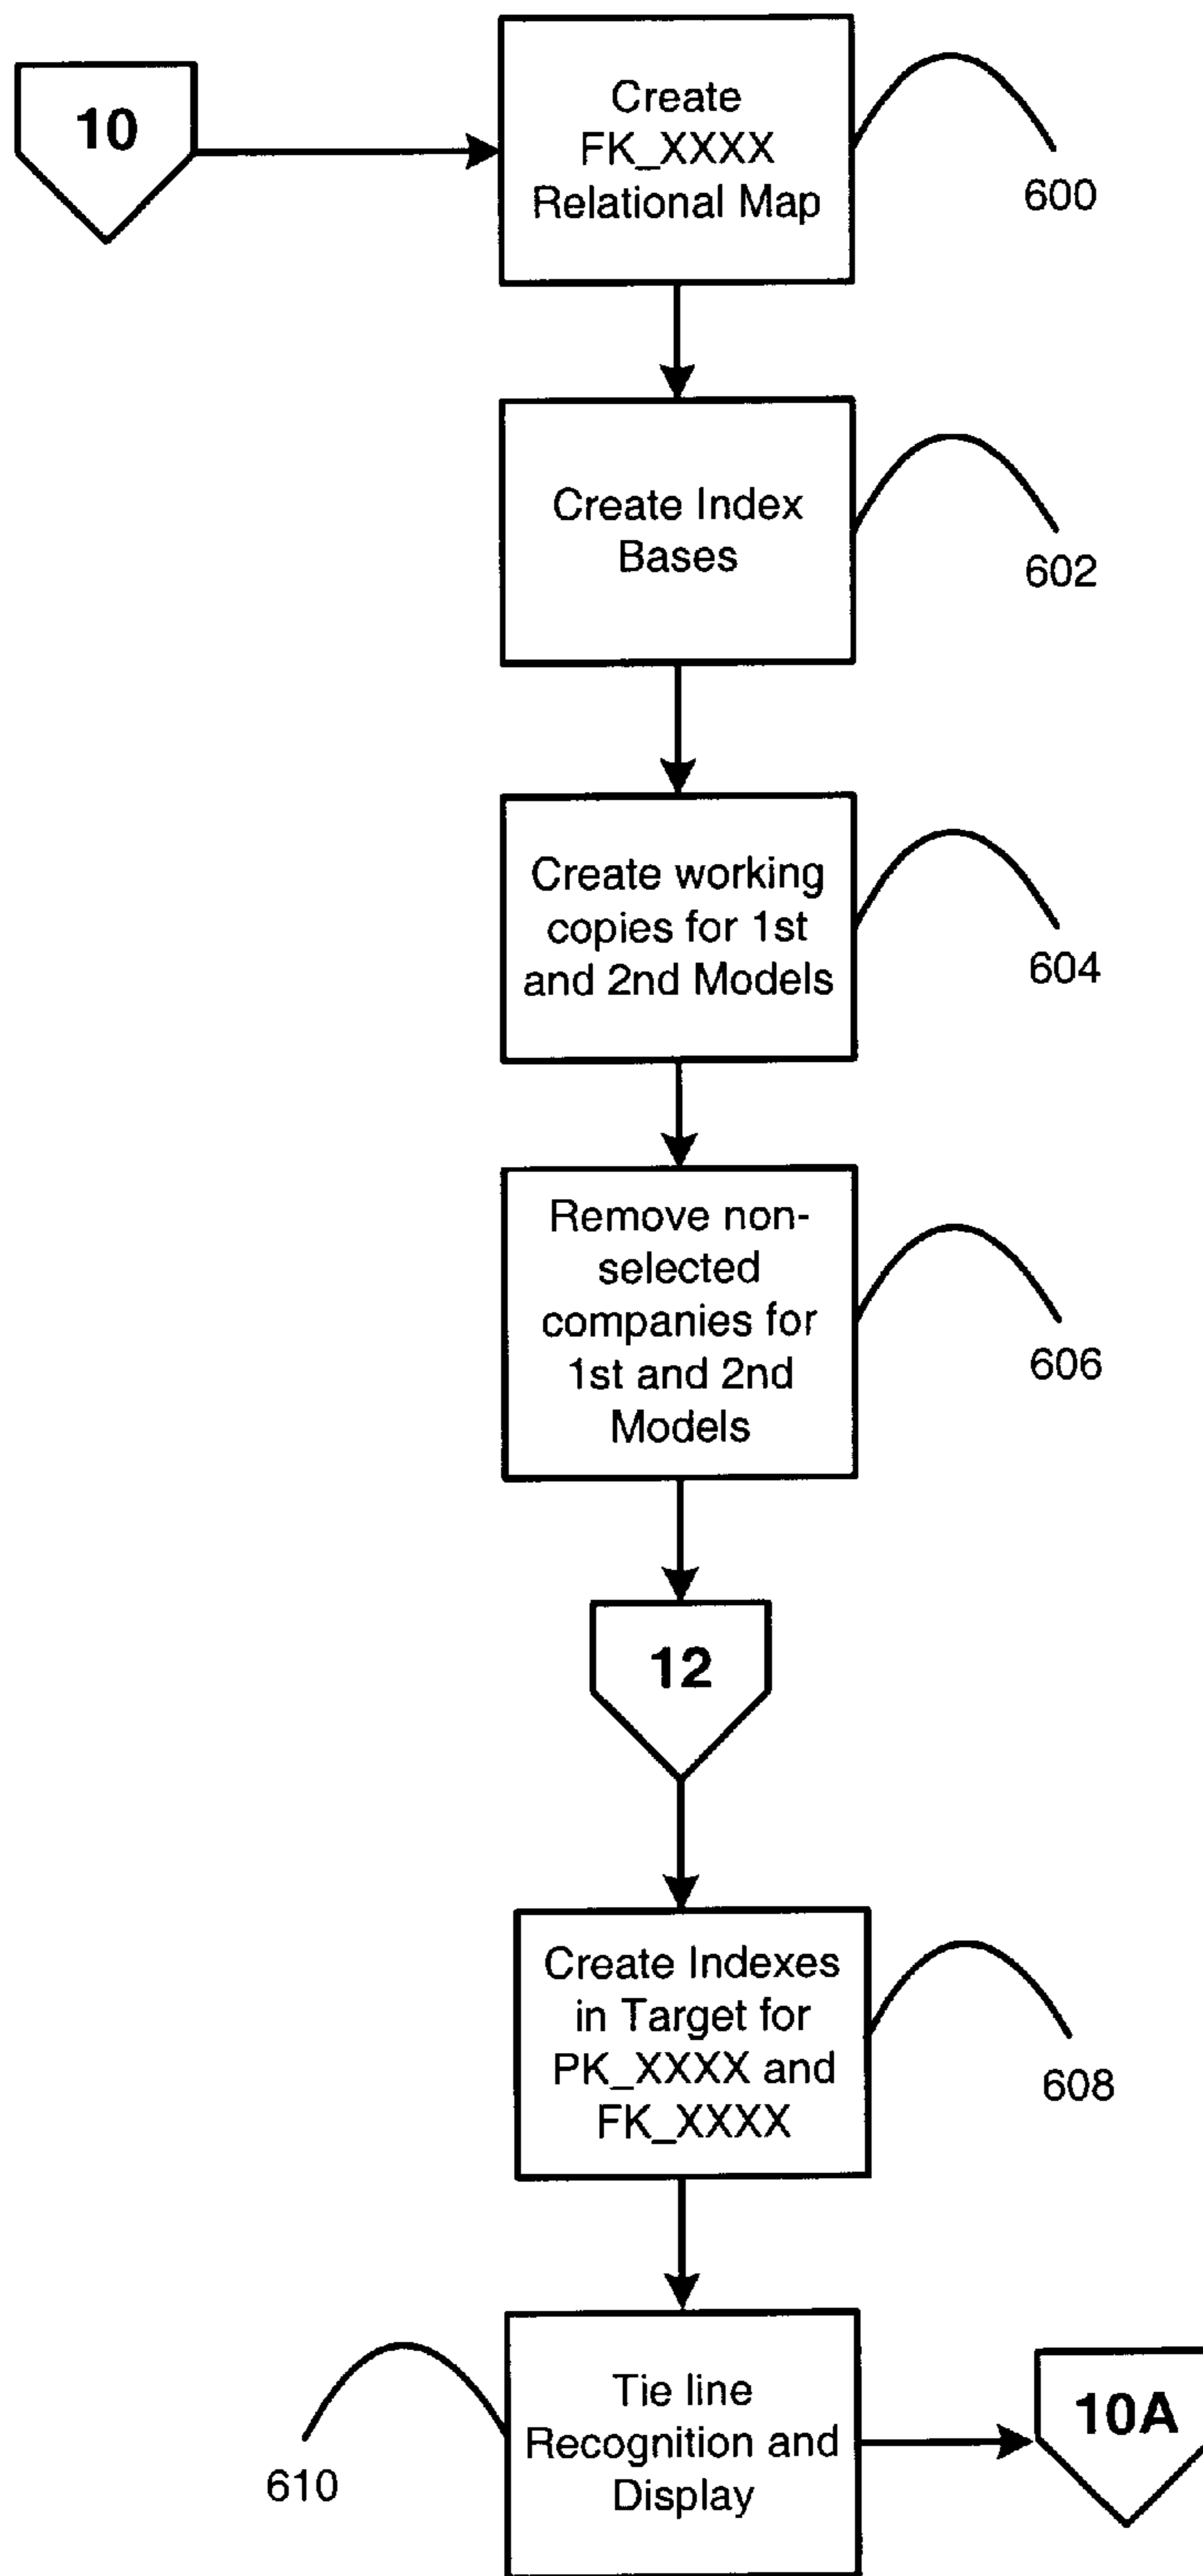 10
Create
FK_XXXX
Relational Map
600
Create Index
Bases
602
Create working
copies for 1st
and 2nd Models
604
Remove non-
selected
companies for
1st and 2nd
Models
606
12
Create Indexes
in Target for
PK_XXXX and
FK_XXXX
608
Tie line
Recognition and
Display
610
10A